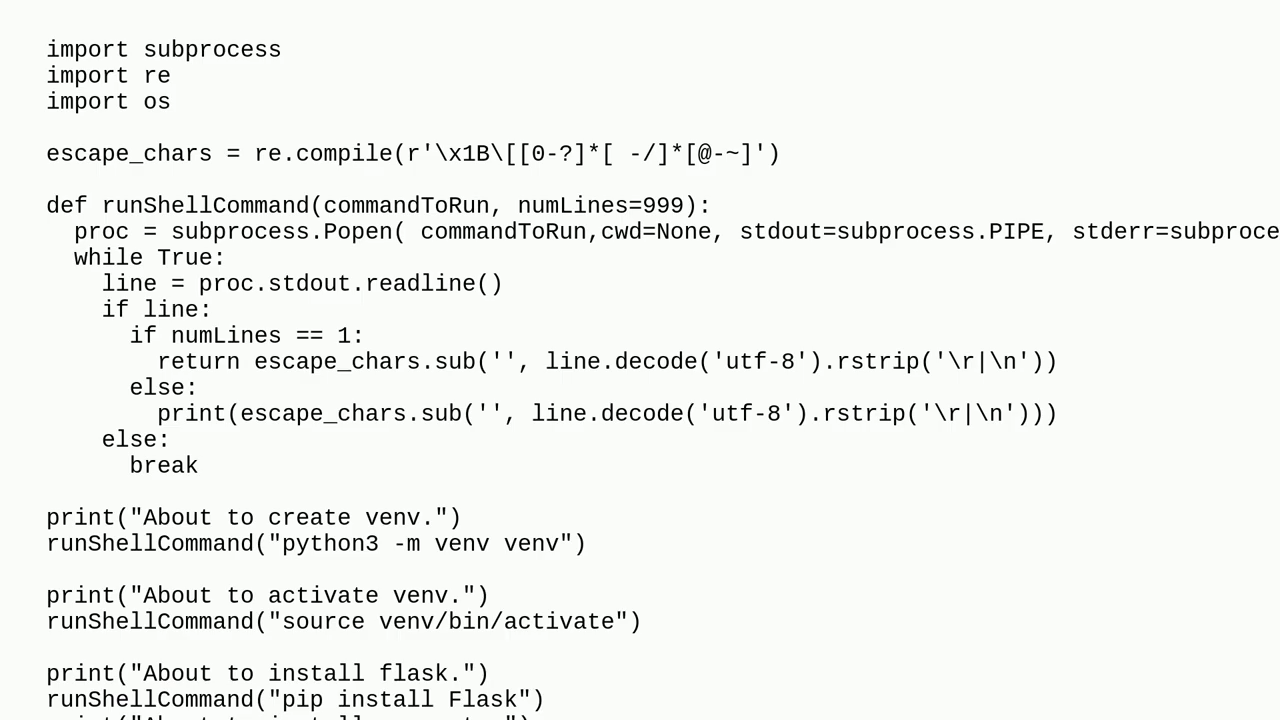 import subprocess
import re
import os
escape_chars = re.compile(r'\x1B\[[0-?]*[ -/]*[@-~]')
def runShellCommand(commandToRun, numLines=999):
  proc = subprocess.Popen( commandToRun,cwd=None, stdout=subprocess.PIPE, stderr=subproce
  while True:
    line = proc.stdout.readline()
    if line:
      if numLines == 1:
        return escape_chars.sub('', line.decode('utf-8').rstrip('\r|\n'))
      else:
        print(escape_chars.sub('', line.decode('utf-8').rstrip('\r|\n')))
    else:
      break
print("About to create venv.")
runShellCommand("python3 -m venv venv")
print("About to activate venv.")
runShellCommand("source venv/bin/activate")
print("About to install flask.")
runShellCommand("pip install Flask")